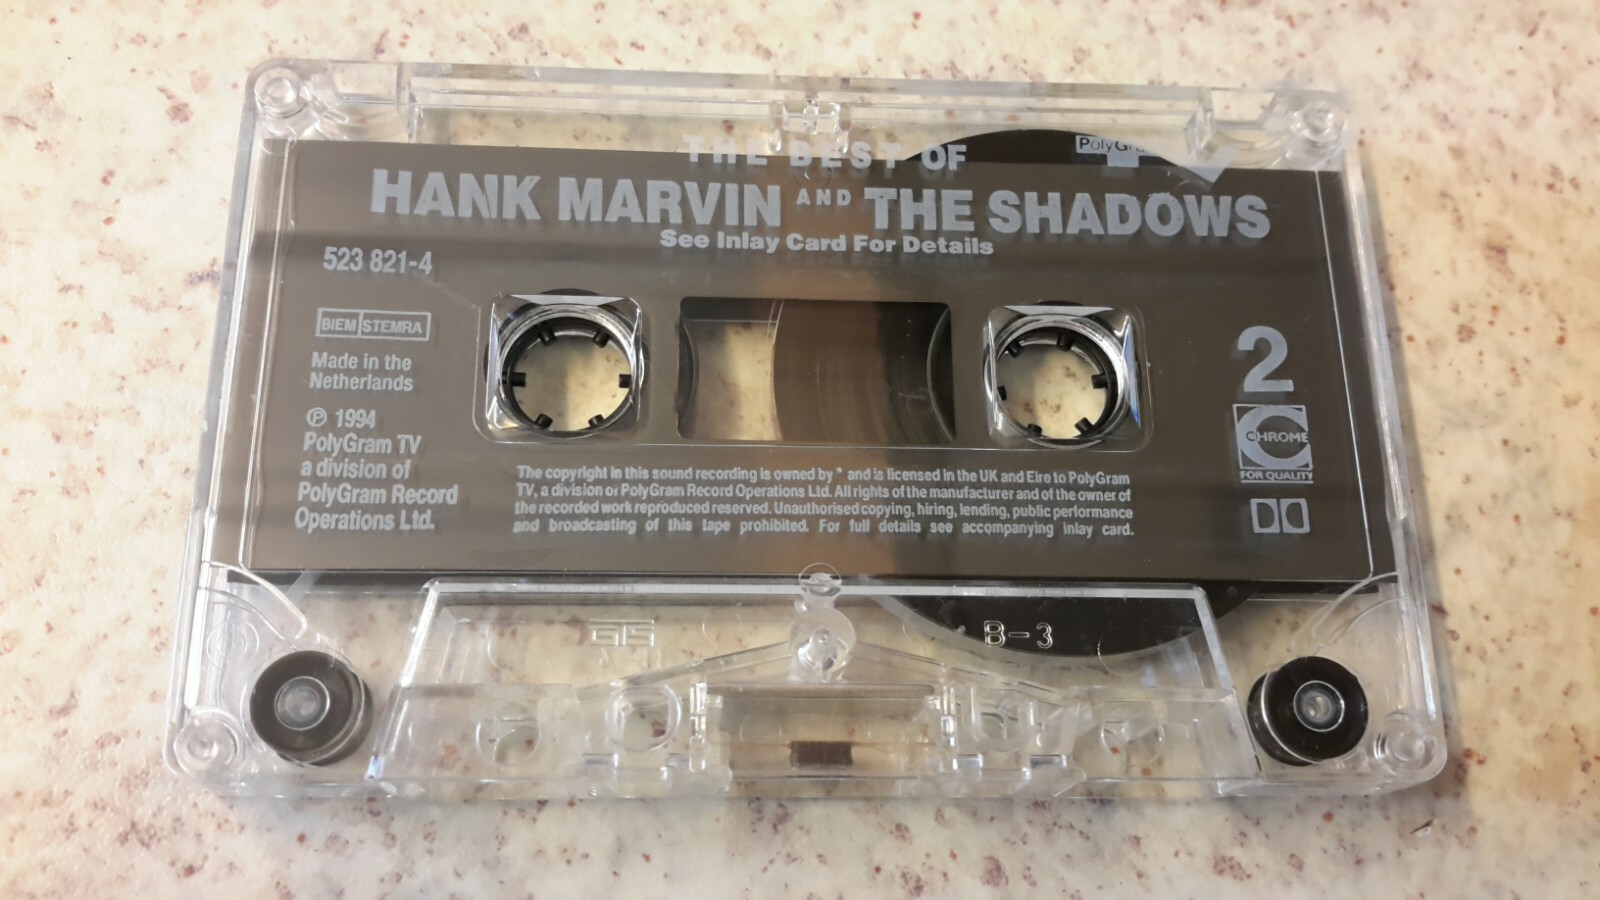 PolyGra
THE BEST OF
HANK MARVIN AND THE SHADOWS
See Inlay Card For Details
523 821-4
BIEM STEMRA
Made in the
Netherlands
℗ 1994
PolyGram TV
a division of
PolyGram Record
Operations Ltd.
2
CHROME
FOR QUALITY
The copyright in this sound recording is owned by * and is licensed in the UK and Eire to PolyGram
TV, a division or PolyGram Record Operations Ltd. All rights of the manufacturer and of the owner of
the recorded work reproduced reserved. Unauthorised copying, hiring, lending, public performance
and broadcasting of this tape prohibited. For full details see accompanying inlay card.
B-3